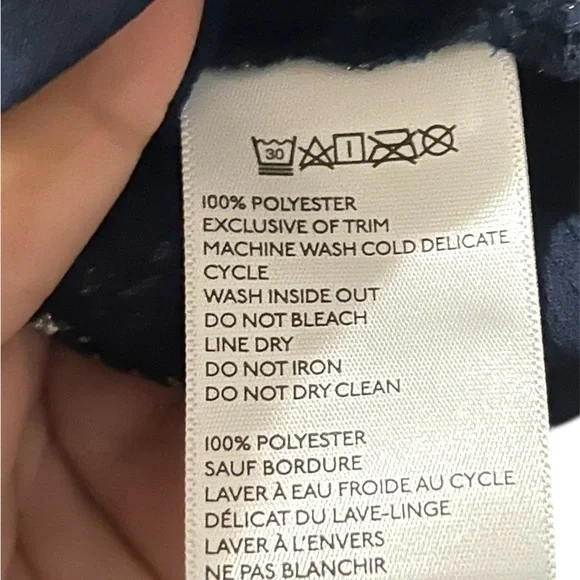 30
100% POLYESTER
EXCLUSIVE OF TRIM
MACHINE WASH COLD DELICATE
CYCLE
WASH INSIDE OUT
DO NOT BLEACH
LINE DRY
DO NOT IRON
DO NOT DRY CLEAN
100% POLYESTER
SAUF BORDURE
LAVER À EAU FROIDE AU CYCLE
DÉLICAT DU LAVE-LINGE
LAVER À L'ENVERS
NE PAS BLANCHIR